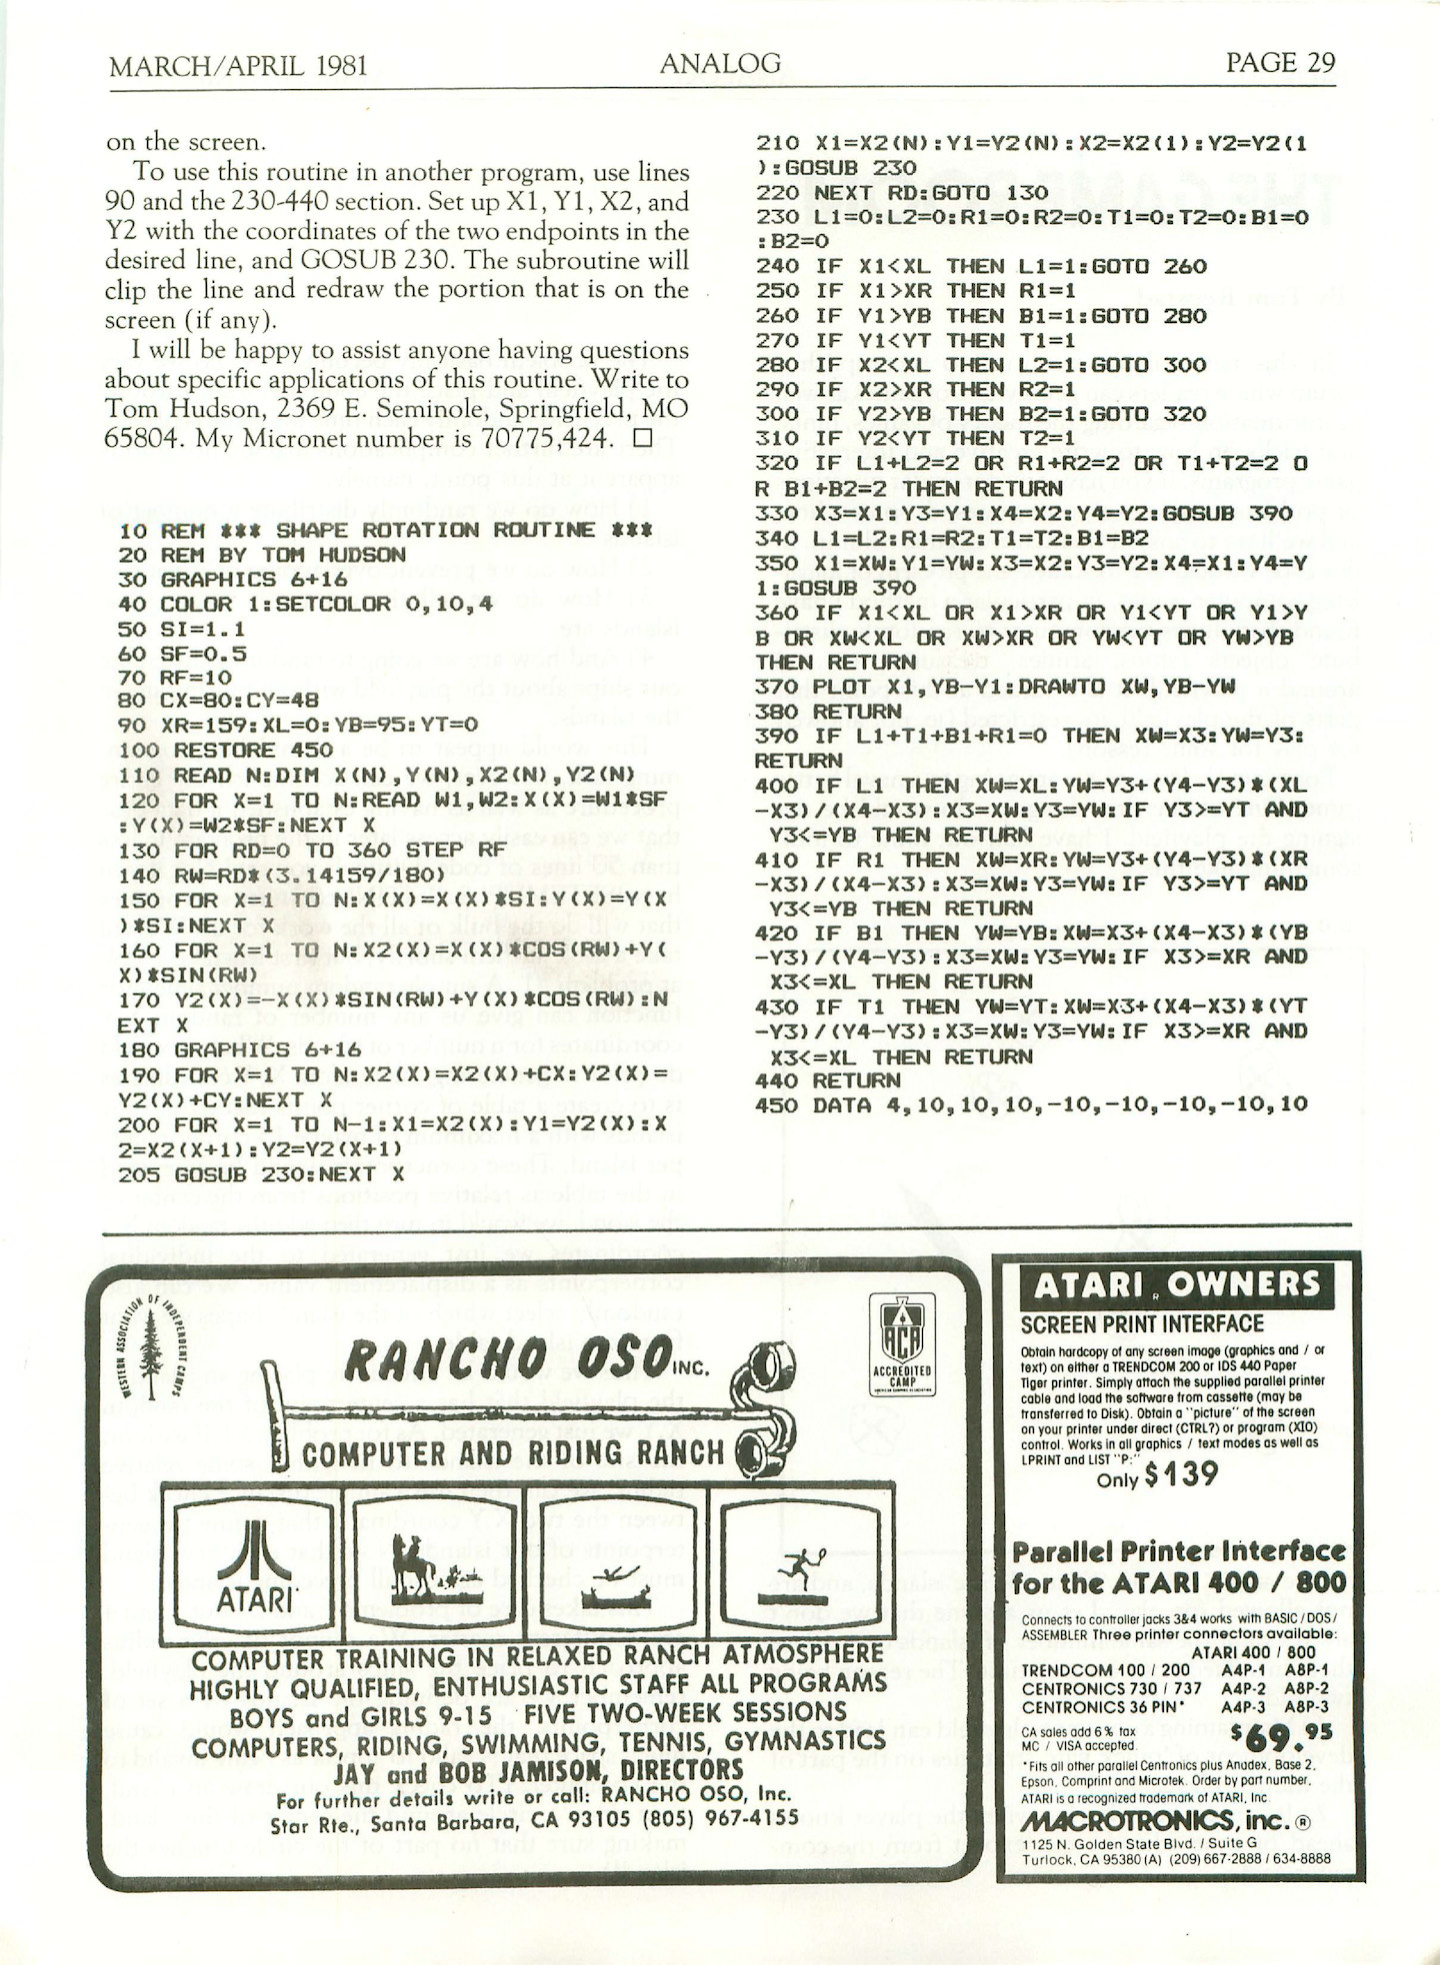 MARCH/APRIL 1981
ANALOG
PAGE 29
on the screen.
To use this routine in another program, use lines
90 and the 230-440 section. Set up X1, Y1, X2, and
Y2 with the coordinates of the two endpoints in the
desired line, and GOSUB 230. The subroutine will
clip the line and redraw the portion that is on the
screen (if any).
I will be happy to assist anyone having questions
about specific applications of this routine. Write to
Tom Hudson, 2369 E. Seminole, Springfield, MO
65804. My Micronet number is 70775,424. □
10 REM *** SHAPE ROTATION ROUTINE ***
20 REM BY TOM HUDSON
30 GRAPHICS 6+16
40 COLOR 1:SETCOLOR 0,10,4
50 SI=1.1
60 SF=0.5
70 RF=10
80 CX=80:CY=48
90 XR=159:XL=0:YB=95:YT=0
100 RESTORE 450
110 READ N:DIM X(N),Y(N),X2(N),Y2(N)
120 FOR X=1 TO N:READ W1,W2:X(X)=W1*SF
:Y(X)=W2*SF:NEXT X
130 FOR RD=0 TO 360 STEP RF
140 RW=RD*(3.14159/180)
150 FOR X=1 TO N:X(X)=X(X)*SI:Y(X)=Y(X
)*SI:NEXT X
160 FOR X=1 TO N:X2(X)=X(X)*COS(RW)+Y(
X)*SIN(RW)
170 Y2(X)=-X(X)*SIN(RW)+Y(X)*COS(RW):N
EXT X
180 GRAPHICS 6+16
190 FOR X=1 TO N:X2(X)=X2(X)+CX:Y2(X)=
Y2(X)+CY:NEXT X
200 FOR X=1 TO N-1:X1=X2(X):Y1=Y2(X):X
2=X2(X+1):Y2=Y2(X+1)
205 GOSUB 230:NEXT X
210 X1=X2(N):Y1=Y2(N):X2=X2(1):Y2=Y2(1
):GOSUB 230
220 NEXT RD:GOTO 130
230 L1=0:L2=0:R1=0:R2=0:T1=0:T2=0:B1=0
:B2=0
240 IF X1<XL THEN L1=1:GOTO 260
250 IF X1>XR THEN R1=1
260 IF Y1>YB THEN B1=1:GOTO 280
270 IF Y1<YT THEN T1=1
280 IF X2<XL THEN L2=1:GOTO 300
290 IF X2>XR THEN R2=1
300 IF Y2>YB THEN B2=1:GOTO 320
310 IF Y2<YT THEN T2=1
320 IF L1+L2=2 OR R1+R2=2 OR T1+T2=2 O
R B1+B2=2 THEN RETURN
330 X3=X1:Y3=Y1:X4=X2:Y4=Y2:GOSUB 390
340 L1=L2:R1=R2:T1=T2:B1=B2
350 X1=XW:Y1=YW:X3=X2:Y3=Y2:X4=X1:Y4=Y
1:GOSUB 390
360 IF X1<XL OR X1>XR OR Y1<YT OR Y1>Y
B OR XW<XL OR XW>XR OR YW<YT OR YW>YB
THEN RETURN
370 PLOT X1,YB-Y1:DRAWTO XW,YB-YW
380 RETURN
390 IF L1+T1+B1+R1=0 THEN XW=X3:YW=Y3:
RETURN
400 IF L1 THEN XW=XL:YW=Y3+(Y4-Y3)*(XL
-X3)/(X4-X3):X3=XW:Y3=YW:IF Y3>=YT AND
Y3<=YB THEN RETURN
410 IF R1 THEN XW=XR:YW=Y3+(Y4-Y3)*(XR
-X3)/(X4-X3):X3=XW:Y3=YW:IF Y3>=YT AND
Y3<=YB THEN RETURN
420 IF B1 THEN YW=YB:XW=X3+(X4-X3)*(YB
-Y3)/(Y4-Y3):X3=XW:Y3=YW:IF X3>=XR AND
X3<=XL THEN RETURN
430 IF T1 THEN YW=YT:XW=X3+(X4-X3)*(YT
-Y3)/(Y4-Y3):X3=XW:Y3=YW:IF X3>=XR AND
X3<=XL THEN RETURN
440 RETURN
450 DATA 4,10,10,10,-10,-10,-10,-10,10
WESTERN ASSOCIATION OF INDEPENDENT CAMPS
ACA
ACCREDITED
CAMP
RANCHO OSO INC.
COMPUTER AND RIDING RANCH
ATARI
COMPUTER TRAINING IN RELAXED RANCH ATMOSPHERE
HIGHLY QUALIFIED, ENTHUSIASTIC STAFF ALL PROGRAMS
BOYS and GIRLS 9-15 FIVE TWO-WEEK SESSIONS
COMPUTERS, RIDING, SWIMMING, TENNIS, GYMNASTICS
JAY and BOB JAMISON, DIRECTORS
For further details write or call: RANCHO OSO, Inc.
Star Rte., Santa Barbara, CA 93105 (805) 967-4155
ATARI® OWNERS
SCREEN PRINT INTERFACE
Obtain hardcopy of any screen image (graphics and / or
text) on either a TRENDCOM 200 or IDS 440 Paper
Tiger printer. Simply attach the supplied parallel printer
cable and load the software from cassette (may be
transferred to Disk). Obtain a "picture" of the screen
on your printer under direct (CTRL?) or program (XIO)
control. Works in all graphics / text modes as well as
LPRINT and LIST "P:"
Only $139
Parallel Printer Interface
for the ATARI 400 / 800
Connects to controller jacks 3&4 works with BASIC / DOS /
ASSEMBLER Three printer connectors available:
ATARI 400 / 800
TRENDCOM 100 / 200 A4P-1 A8P-1
CENTRONICS 730 / 737 A4P-2 A8P-2
CENTRONICS 36 PIN* A4P-3 A8P-3
CA sales add 6% tax
MC / VISA accepted.
$69.95
*Fits all other parallel Centronics plus Anadex, Base 2,
Epson, Comprint and Microtek. Order by part number.
ATARI is a recognized trademark of ATARI, Inc.
MACROTRONICS, inc.®
1125 N. Golden State Blvd. / Suite G
Turlock, CA 95380 (A) (209) 667-2888 / 634-8888